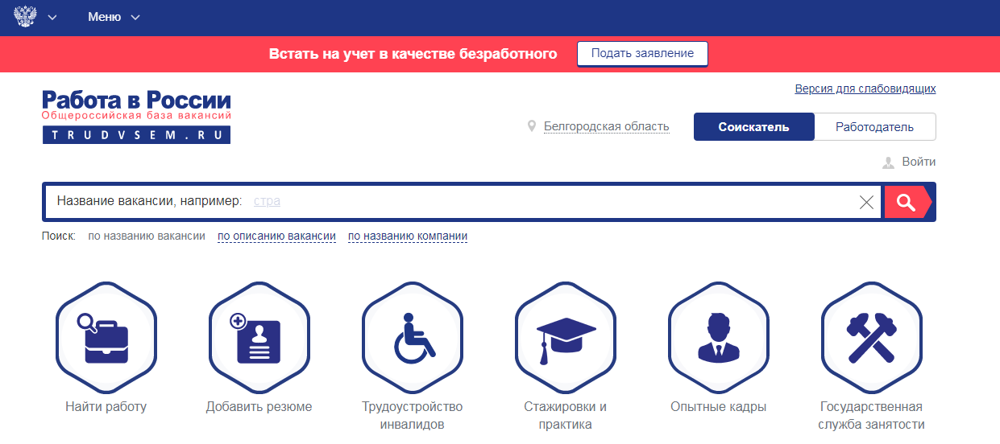 Меню
Встать на учет в качестве безработного Подать заявление
Версия для слабовидящих
Работа в России
Общероссийская база вакансий
TRUDVSEM.RU
Белгородская область Соискатель Работодатель
Войти
Название вакансии, например: стра
Поиск: по названию вакансии по описанию вакансии по названию компании
Найти работу
Добавить резюме
Трудоустройство
инвалидов
Стажировки и
практика
Опытные кадры
Государственная
служба занятости